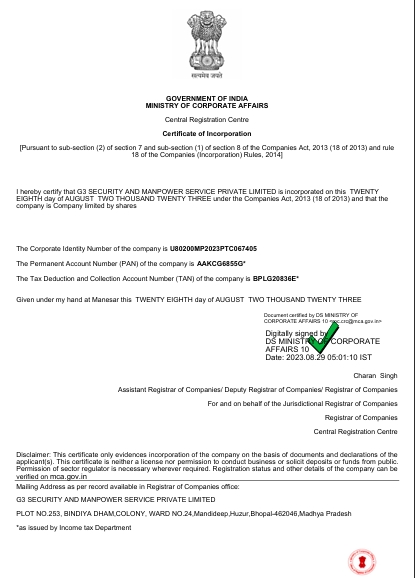 सत्यमेव जयते
GOVERNMENT OF INDIA
MINISTRY OF CORPORATE AFFAIRS
Central Registration Centre
Certificate of Incorporation
[Pursuant to sub-section (2) of section 7 and sub-section (1) of section 8 of the Companies Act, 2013 (18 of 2013) and rule
18 of the Companies (Incorporation) Rules, 2014]
I hereby certify that G3 SECURITY AND MANPOWER SERVICE PRIVATE LIMITED is incorporated on this TWENTY
EIGHTH day of AUGUST TWO THOUSAND TWENTY THREE under the Companies Act, 2013 (18 of 2013) and that the
company is Company limited by shares
The Corporate Identity Number of the company is U80200MP2023PTC067405
The Permanent Account Number (PAN) of the company is AAKCG6855G*
The Tax Deduction and Collection Account Number (TAN) of the company is BPLG20836E*
Given under my hand at Manesar this TWENTY EIGHTH day of AUGUST TWO THOUSAND TWENTY THREE
Document certified by DS MINISTRY OF
CORPORATE AFFAIRS 10 <roc.crc@mca.gov.in>
Digitally signed by
DS MINISTRY OF CORPORATE
AFFAIRS 10
Date: 2023.08.29 05:01:10 IST
Charan Singh
Assistant Registrar of Companies/ Deputy Registrar of Companies/ Registrar of Companies
For and on behalf of the Jurisdictional Registrar of Companies
Registrar of Companies
Central Registration Centre
Disclaimer: This certificate only evidences incorporation of the company on the basis of documents and declarations of the
applicant(s). This certificate is neither a license nor permission to conduct business or solicit deposits or funds from public.
Permission of sector regulator is necessary wherever required. Registration status and other details of the company can be
verified on mca.gov.in
Mailing Address as per record available in Registrar of Companies office:
G3 SECURITY AND MANPOWER SERVICE PRIVATE LIMITED
PLOT NO.253, BINDIYA DHAM,COLONY, WARD NO.24,Mandideep,Huzur,Bhopal-462046,Madhya Pradesh
*as issued by Income tax Department